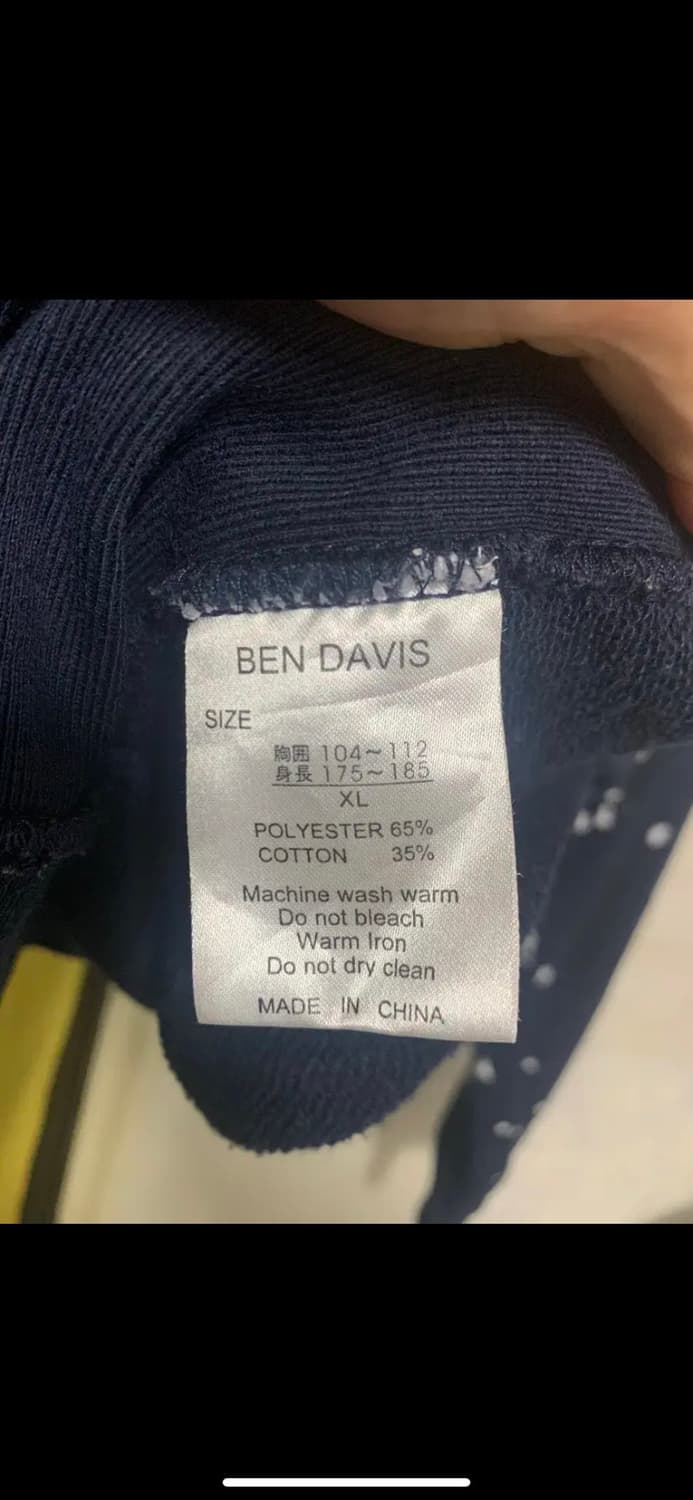 BEN DAVIS
SIZE
胸囲 104～112
身長 175～185
XL
POLYESTER 65%
COTTON 35%
Machine wash warm
Do not bleach
Warm Iron
Do not dry clean
MADE IN CHINA